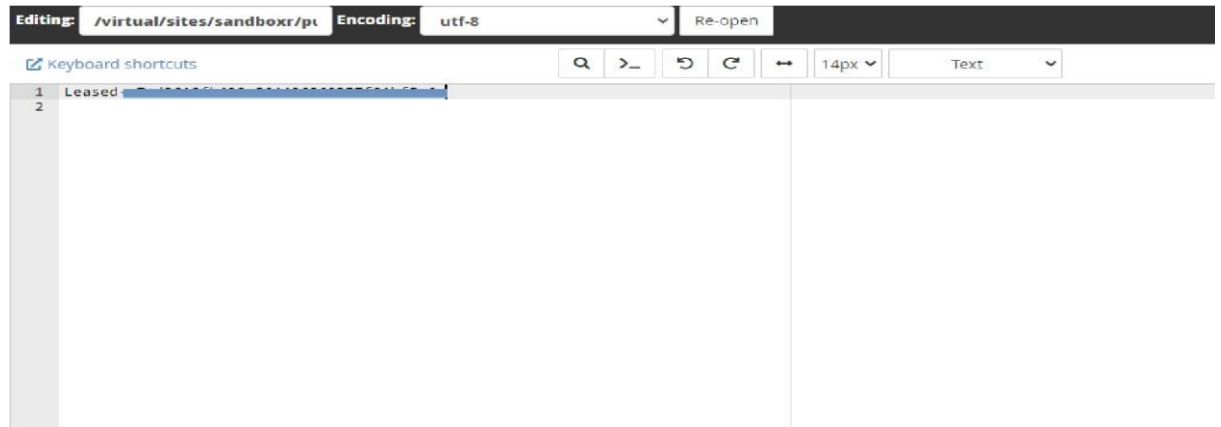 Editing: /virtual/sites/sandboxr/pu Encoding: utf-8 Re-open
Keyboard shortcuts >_ 14px Text
1 Leased
2